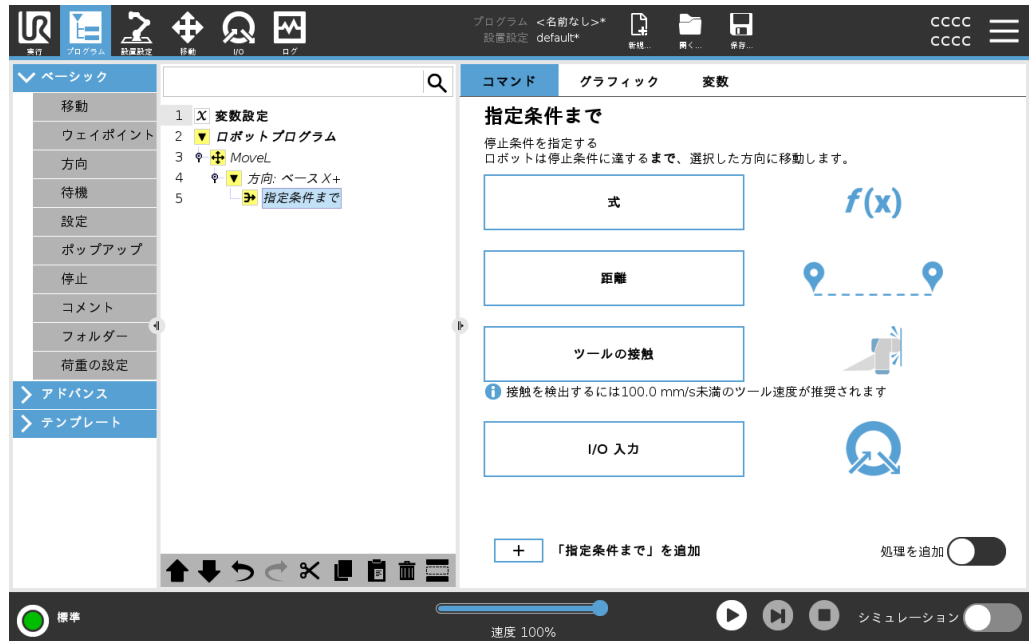 UR
実行
プログラム
設置設定
移動
I/O
ログ
プログラム <名前なし>*
設置設定 default*
新規...
開く...
保存...
CCCC
CCCC
ベーシック
移動
ウェイポイント
方向
待機
設定
ポップアップ
停止
コメント
フォルダー
荷重の設定
アドバンス
テンプレート
1 X 変数設定
2 ロボットプログラム
3 MoveL
4 方向: ベース X+
5 指定条件まで
コマンド グラフィック 変数
指定条件まで
停止条件を指定する
ロボットは停止条件に達するまで、選択した方向に移動します。
式
f(x)
距離
ツールの接触
接触を検出するには100.0 mm/s未満のツール速度が推奨されます
I/O 入力
+ 「指定条件まで」を追加
処理を追加
標準
速度 100%
シミュレーション